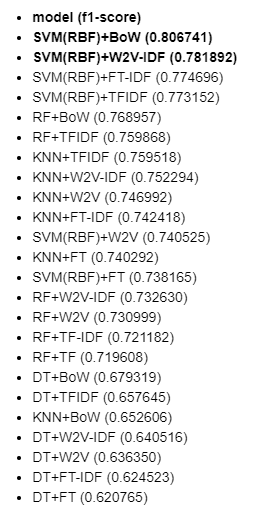 model (f1-score)
SVM(RBF)+BoW (0.806741)
SVM(RBF)+W2V-IDF (0.781892)
SVM(RBF)+FT-IDF (0.774696)
SVM(RBF)+TFIDF (0.773152)
RF+BoW (0.768957)
RF+TFIDF (0.759868)
KNN+TFIDF (0.759518)
KNN+W2V-IDF (0.752294)
KNN+W2V (0.746992)
KNN+FT-IDF (0.742418)
SVM(RBF)+W2V (0.740525)
KNN+FT (0.740292)
SVM(RBF)+FT (0.738165)
RF+W2V-IDF (0.732630)
RF+W2V (0.730999)
RF+TF-IDF (0.721182)
RF+TF (0.719608)
DT+BoW (0.679319)
DT+TFIDF (0.657645)
KNN+BoW (0.652606)
DT+W2V-IDF (0.640516)
DT+W2V (0.636350)
DT+FT-IDF (0.624523)
DT+FT (0.620765)